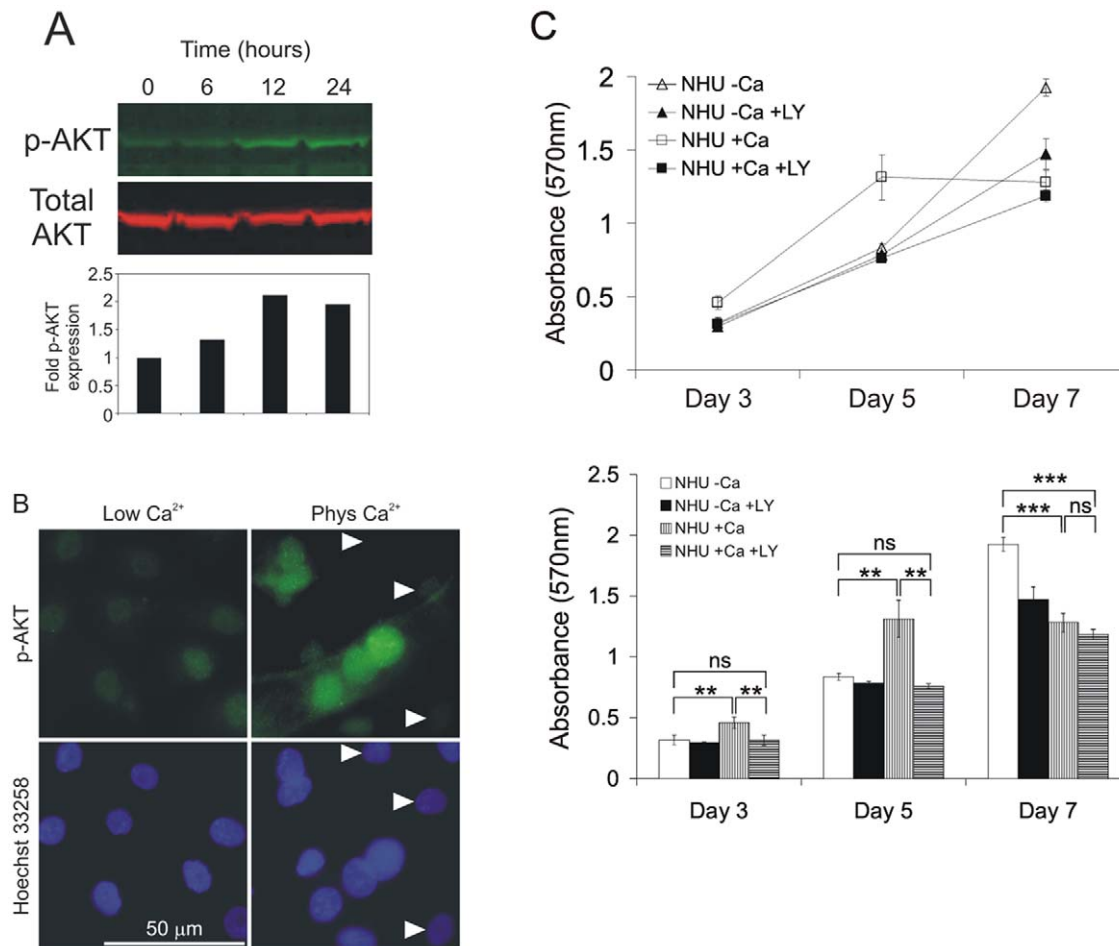 A
Time (hours)
0 6 12 24
p-AKT
Total
AKT
Fold p-AKT
expression
2.5
2
1.5
1
0.5
0
B
Low Ca²⁺
Phys Ca²⁺
p-AKT
Hoechst 33258
50 μm
C
Absorbance (570nm)
2
1.5
1
0.5
0
NHU -Ca
NHU -Ca +LY
NHU +Ca
NHU +Ca +LY
Day 3 Day 5 Day 7
Absorbance (570nm)
2.5
2
1.5
1
0.5
0
NHU -Ca
NHU -Ca +LY
NHU +Ca
NHU +Ca +LY
ns
** **
ns
** **
***
*** ns
Day 3 Day 5 Day 7